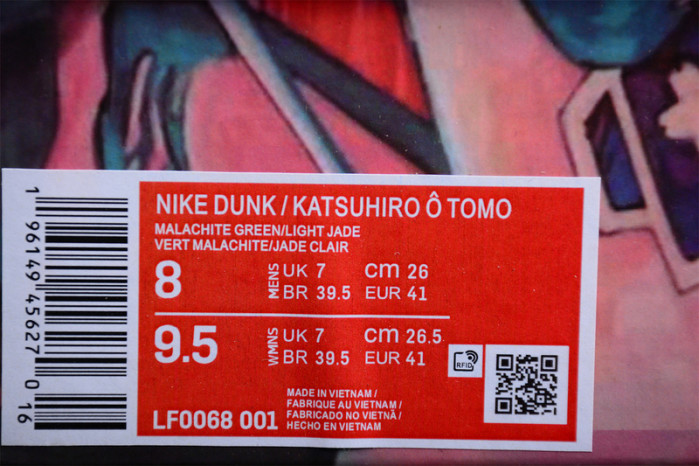 NIKE DUNK / KATSUHIRO Ô TOMO
MALACHITE GREEN/LIGHT JADE
VERT MALACHITE/JADE CLAIR
8 MENS UK 7 cm 26
BR 39.5 EUR 41
9.5 WMNS UK 7 cm 26.5
BR 39.5 EUR 41
RFID
MADE IN VIETNAM /
FABRIQUE AU VIETNAM /
FABRICADO NO VIETNÃ /
HECHO EN VIETNAM
LF0068 001
1 96149 45627 0 16